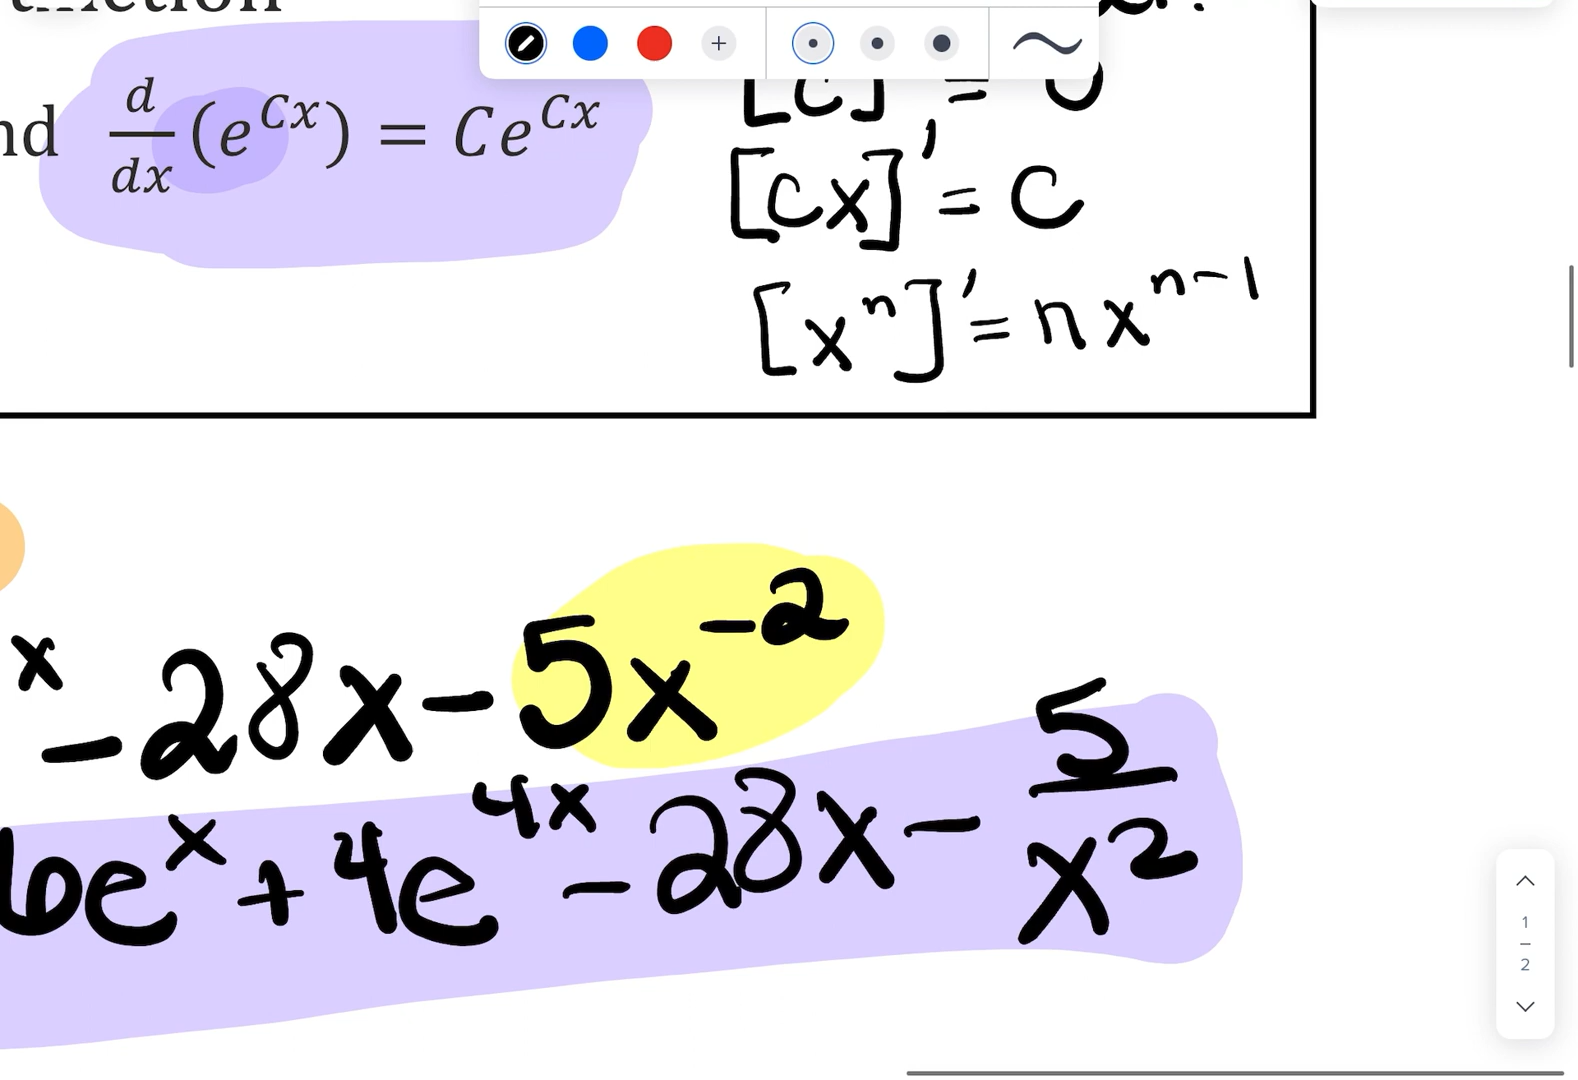 d/dx (e^{Cx}) = Ce^{Cx}
[c] = 0
[cx]' = C
[x^n]' = nx^{n-1}
x - 28x - 5x^{-2}
6e^x + 4e^{4x} - 28x - 5/x^2
1
2